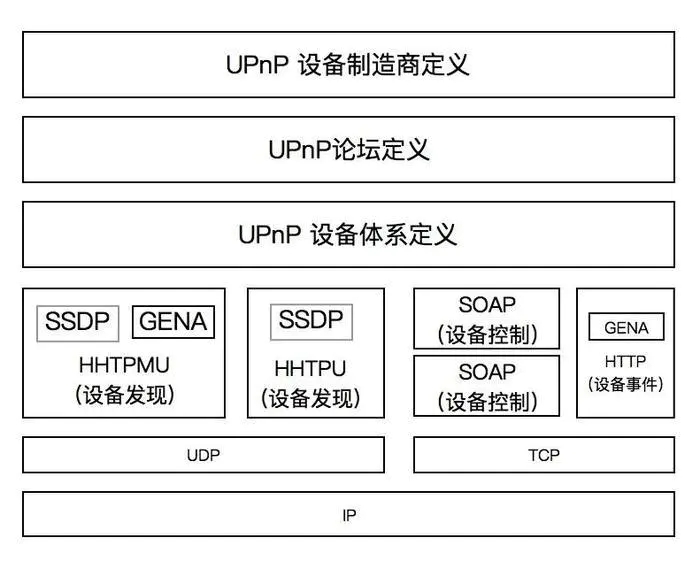 UPnP 设备制造商定义
UPnP论坛定义
UPnP 设备体系定义
SSDP GENA
HHTPMU
(设备发现)
SSDP
HHTPU
(设备发现)
SOAP
(设备控制)
SOAP
(设备控制)
GENA
HTTP
(设备事件)
UDP
TCP
IP